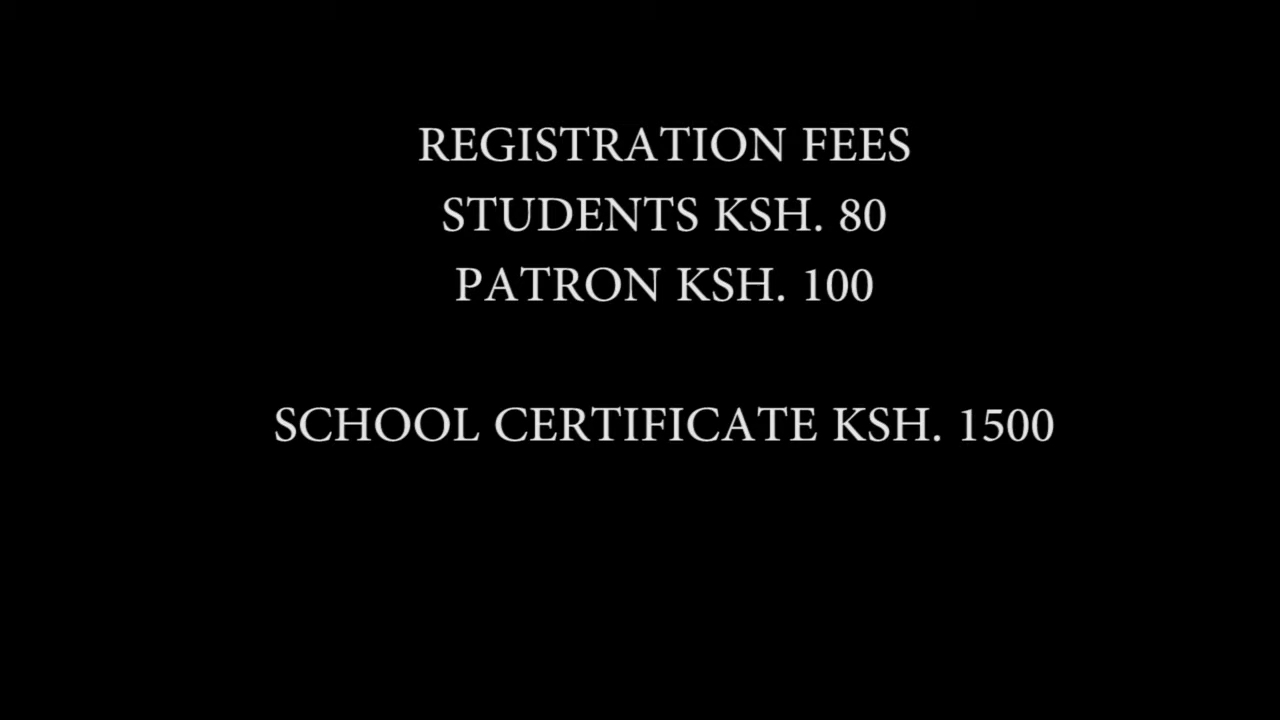 REGISTRATION FEES
STUDENTS KSH. 80
PATRON KSH. 100
SCHOOL CERTIFICATE KSH. 1500